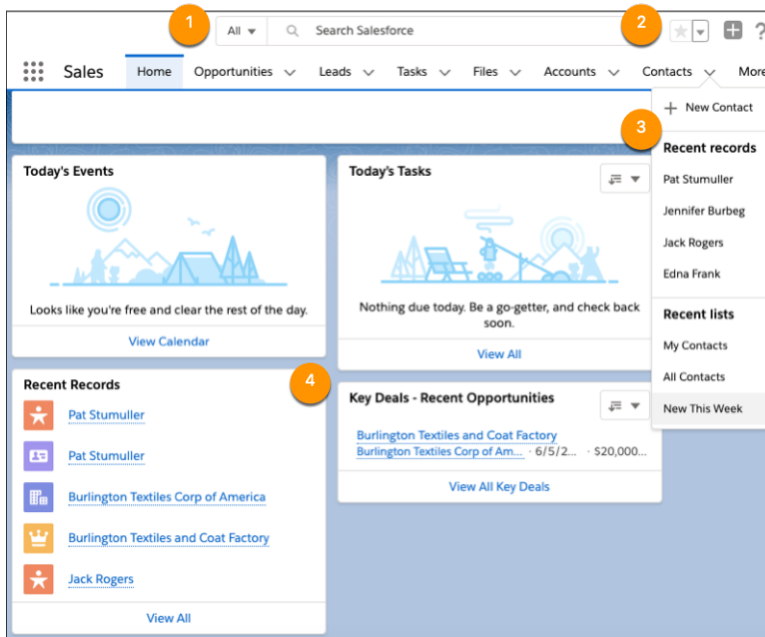 1
All
Search Salesforce
2
?
Sales
Home
Opportunities
Leads
Tasks
Files
Accounts
Contacts
More
New Contact
3
Recent records
Pat Stumuller
Jennifer Burbeg
Jack Rogers
Edna Frank
Recent lists
My Contacts
All Contacts
New This Week
Today's Events
Looks like you're free and clear the rest of the day.
View Calendar
Today's Tasks
Nothing due today. Be a go-getter, and check back
soon.
View All
Recent Records
4
Pat Stumuller
Pat Stumuller
Burlington Textiles Corp of America
Burlington Textiles and Coat Factory
Jack Rogers
View All
Key Deals - Recent Opportunities
Burlington Textiles and Coat Factory
Burlington Textiles Corp of Am... · 6/5/2... · $20,000...
View All Key Deals